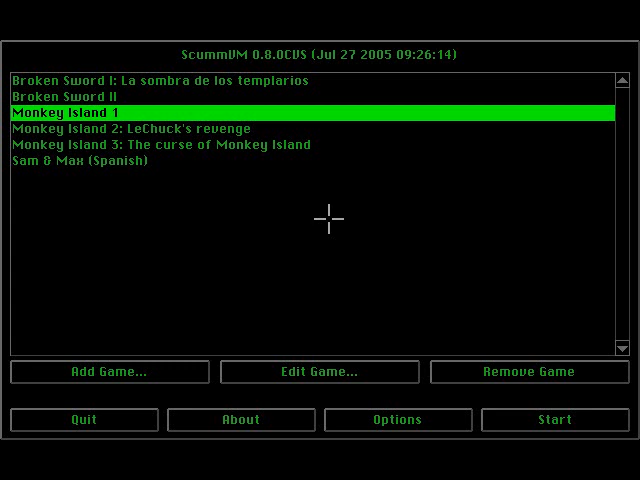 ScummVM 0.8.0CVS (Jul 27 2005 09:26:14)
Broken Sword I: La sombra de los templarios
Broken Sword II
Monkey Island 1
Monkey Island 2: LeChuck's revenge
Monkey Island 3: The curse of Monkey Island
Sam & Max (Spanish)
Add Game...
Edit Game...
Remove Game
Quit
About
Options
Start